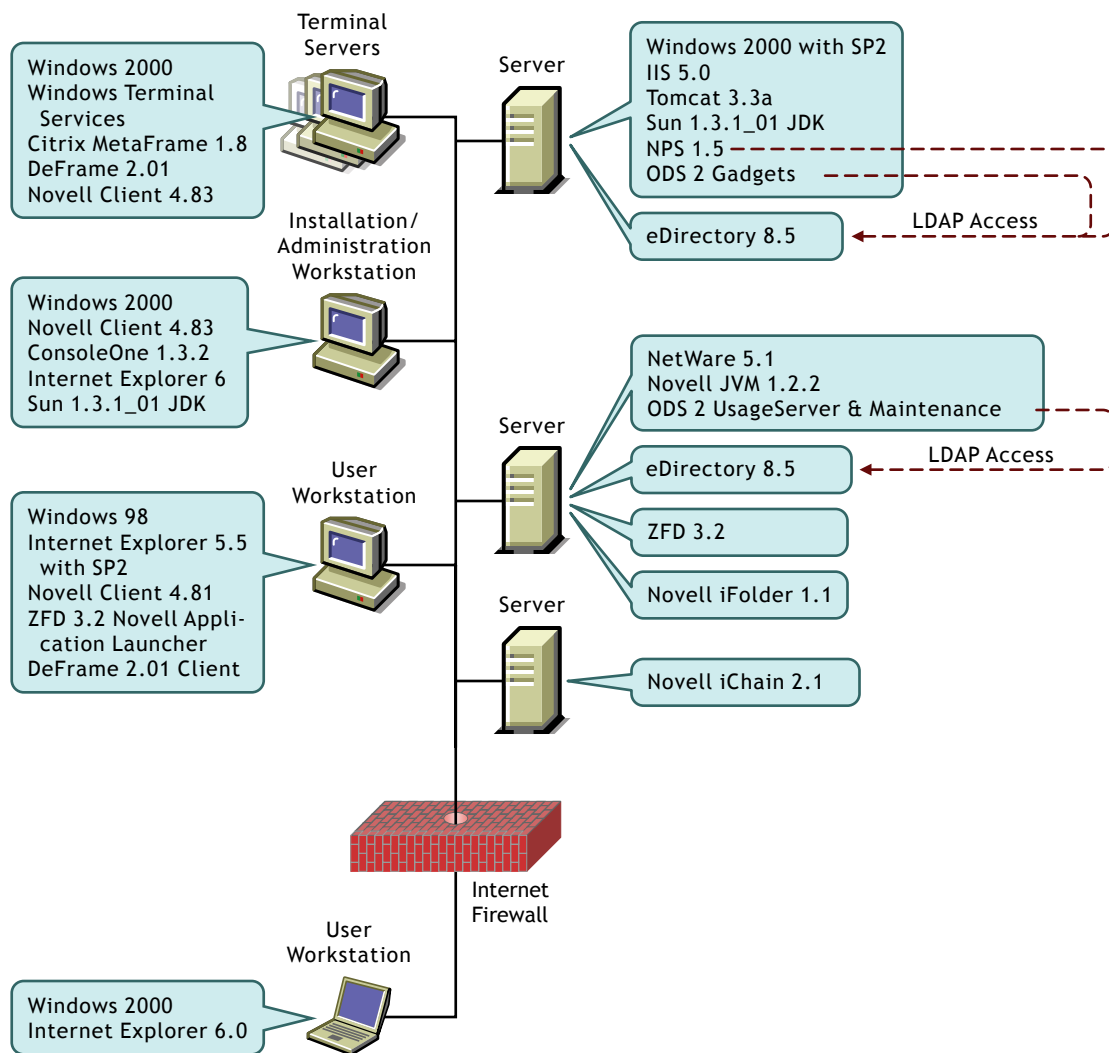 Terminal
Servers
Windows 2000
Windows Terminal
Services
Citrix MetaFrame 1.8
DeFrame 2.01
Novell Client 4.83
Server
Windows 2000 with SP2
IIS 5.0
Tomcat 3.3a
Sun 1.3.1_01 JDK
NPS 1.5
ODS 2 Gadgets
eDirectory 8.5
LDAP Access
Installation/
Administration
Workstation
Windows 2000
Novell Client 4.83
ConsoleOne 1.3.2
Internet Explorer 6
Sun 1.3.1_01 JDK
Server
NetWare 5.1
Novell JVM 1.2.2
ODS 2 UsageServer & Maintenance
eDirectory 8.5
LDAP Access
ZFD 3.2
Novell iFolder 1.1
User
Workstation
Windows 98
Internet Explorer 5.5
with SP2
Novell Client 4.81
ZFD 3.2 Novell Appli-
cation Launcher
DeFrame 2.01 Client
Server
Novell iChain 2.1
Internet
Firewall
User
Workstation
Windows 2000
Internet Explorer 6.0